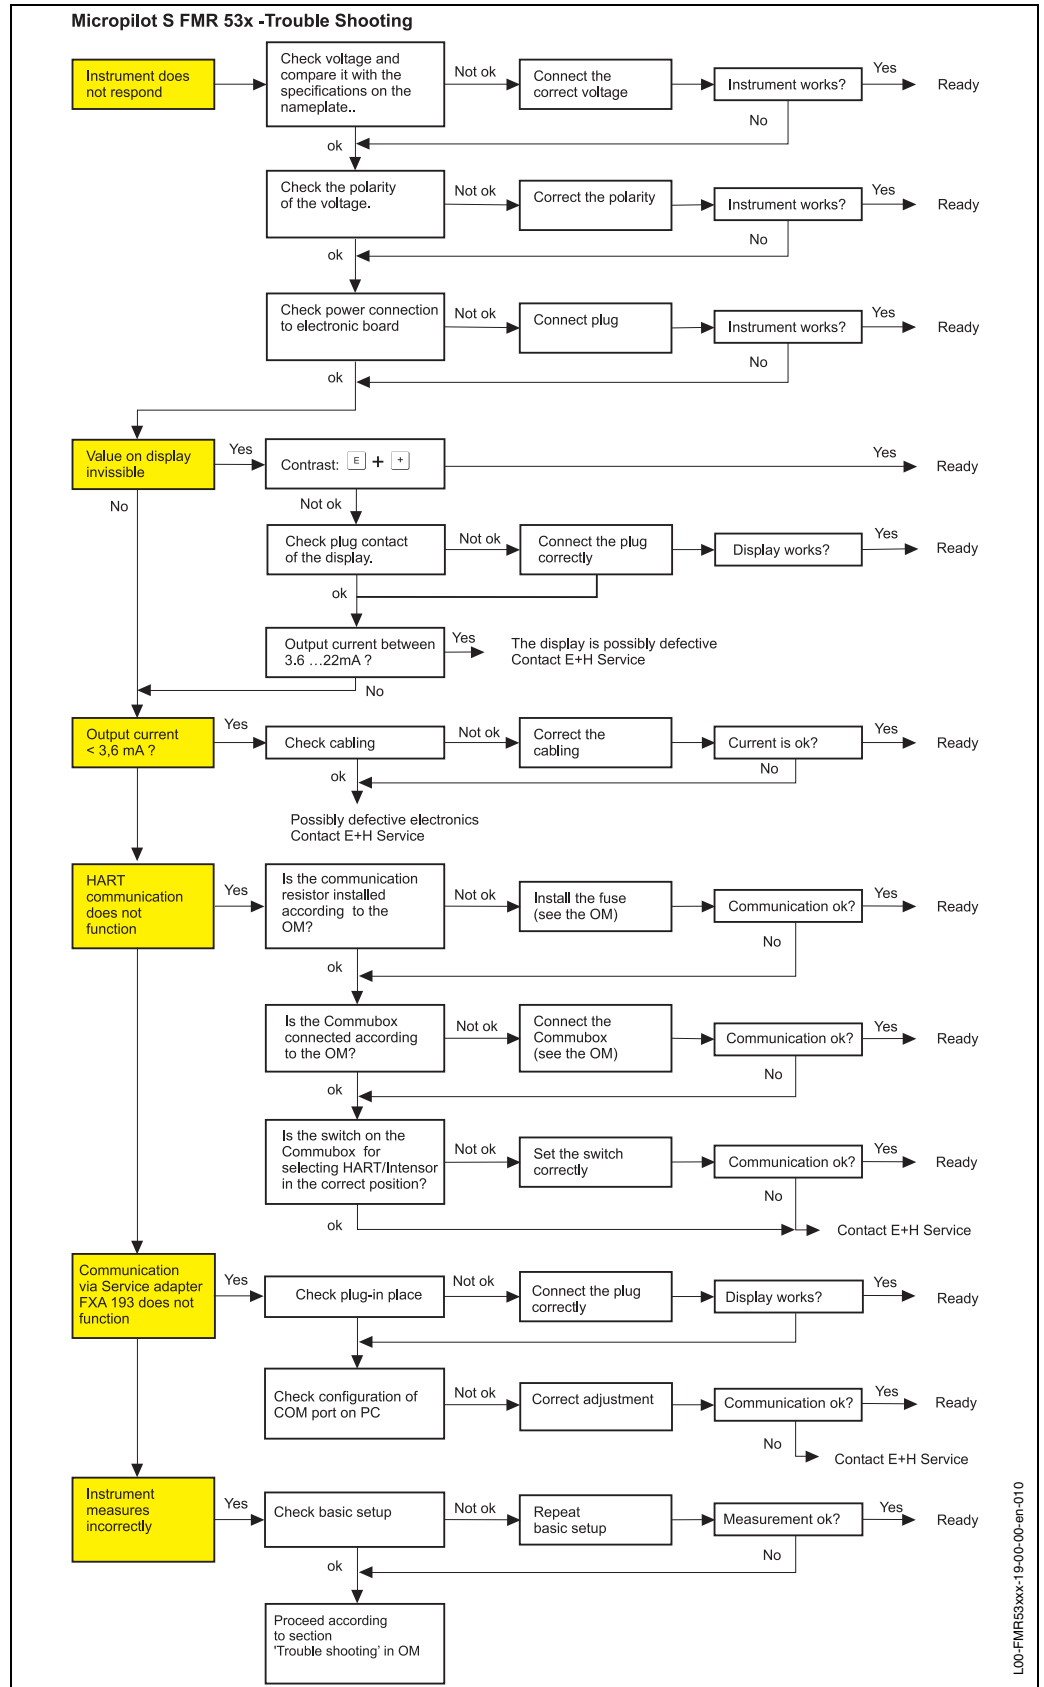 Micropilot S FMR 53x -Trouble Shooting
Instrument does
not respond
Check voltage and
compare it with the
specifications on the
nameplate..
Not ok
Connect the
correct voltage
Instrument works?
Yes
Ready
No
ok
Check the polarity
of the voltage.
Not ok
Correct the polarity
Instrument works?
Yes
Ready
No
ok
Check power connection
to electronic board
Not ok
Connect plug
Instrument works?
Yes
Ready
No
ok
Value on display
invissible
Yes
Contrast: E + +
Yes
Ready
No
Not ok
Check plug contact
of the display.
Not ok
Connect the plug
correctly
Display works?
Yes
Ready
ok
Output current between
3.6 ...22mA ?
Yes
The display is possibly defective
Contact E+H Service
No
Output current
< 3,6 mA ?
Yes
Check cabling
Not ok
Correct the
cabling
Current is ok?
Yes
Ready
No
ok
Possibly defective electronics
Contact E+H Service
HART
communication
does not
function
Yes
Is the communication
resistor installed
according to the
OM?
Not ok
Install the fuse
(see the OM)
Communication ok?
Yes
Ready
No
ok
Is the Commubox
connected according
to the OM?
Not ok
Connect the
Commubox
(see the OM)
Communication ok?
Yes
Ready
No
ok
Is the switch on the
Commubox for
selecting HART/Intensor
in the correct position?
Not ok
Set the switch
correctly
Communication ok?
Yes
Ready
No
ok
Contact E+H Service
Communication
via Service adapter
FXA 193 does not
function
Yes
Check plug-in place
Not ok
Connect the plug
correctly
Display works?
Yes
Ready
Check configuration of
COM port on PC
Not ok
Correct adjustment
Communication ok?
Yes
Ready
No
Contact E+H Service
Instrument
measures
incorrectly
Yes
Check basic setup
Not ok
Repeat
basic setup
Measurement ok?
Yes
Ready
No
ok
Proceed according
to section
'Trouble shooting' in OM
L00-FMR53xxx-19-00-00-en-010